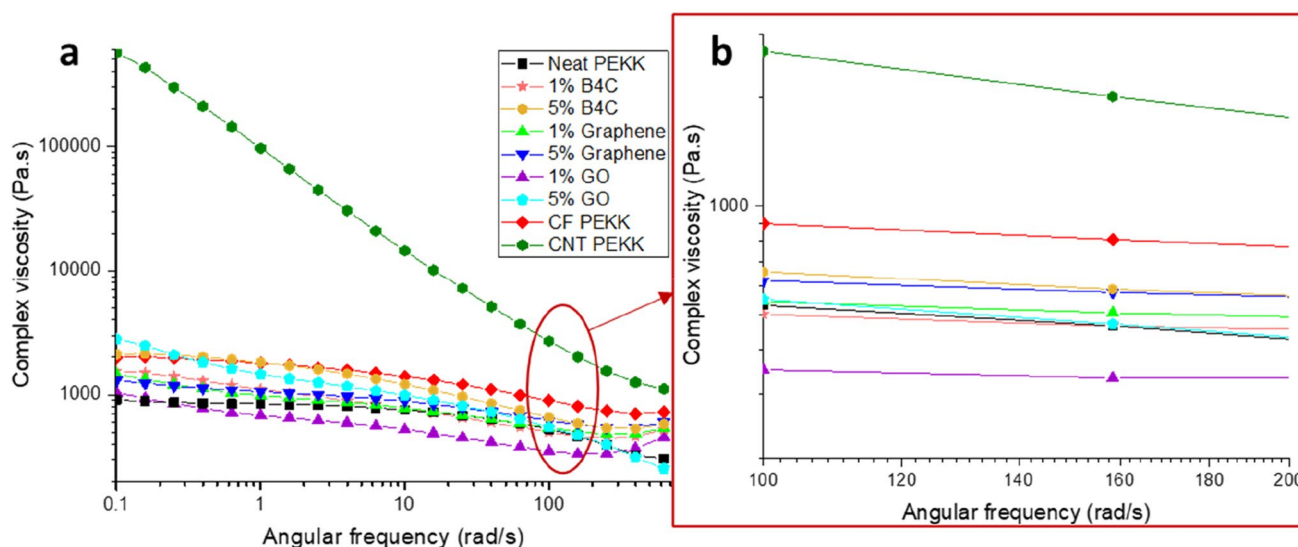 a
Complex viscosity (Pa.s)
100000
10000
1000
0.1
1
10
100
Angular frequency (rad/s)
Neat PEKK
1% B4C
5% B4C
1% Graphene
5% Graphene
1% GO
5% GO
CF PEKK
CNT PEKK
b
Complex viscosity (Pa.s)
1000
100
120
140
160
180
200
Angular frequency (rad/s)